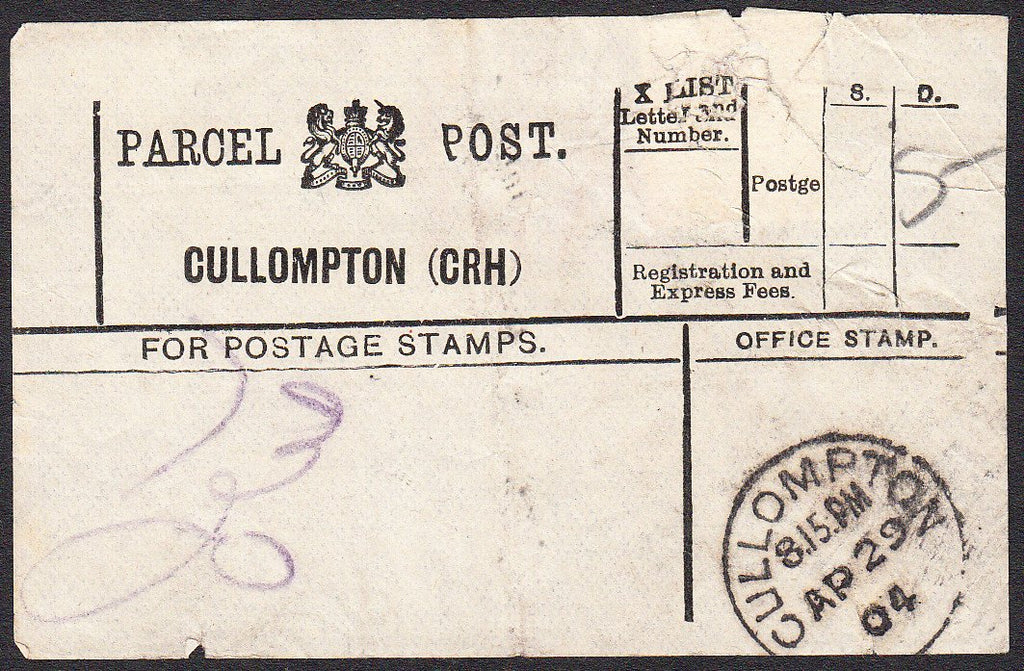 PARCEL POST.
CULLOMPTON (CRH)
X LIST
Letter and
Number.
Postge
S. D.
5
Registration and
Express Fees.
FOR POSTAGE STAMPS.
OFFICE STAMP.
CULLOMPTON
8.15.PM
AP 29
04